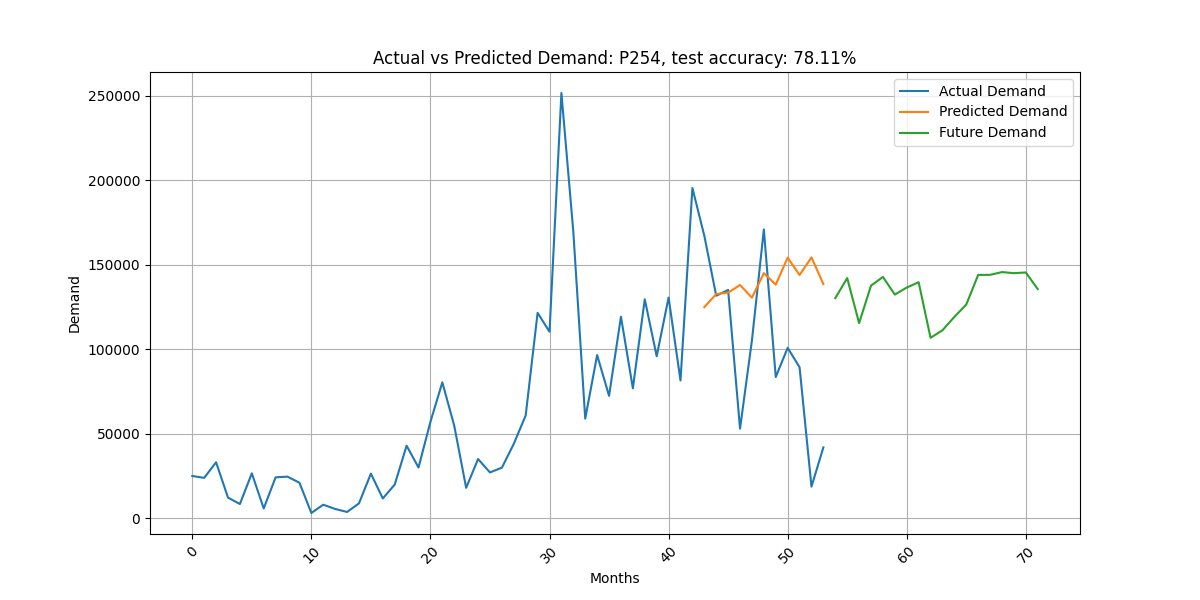 Actual vs Predicted Demand: P254, test accuracy: 78.11%
Actual Demand
Predicted Demand
Future Demand
250000
200000
150000
100000
50000
0
Demand
0 10 20 30 40 50 60 70
Months